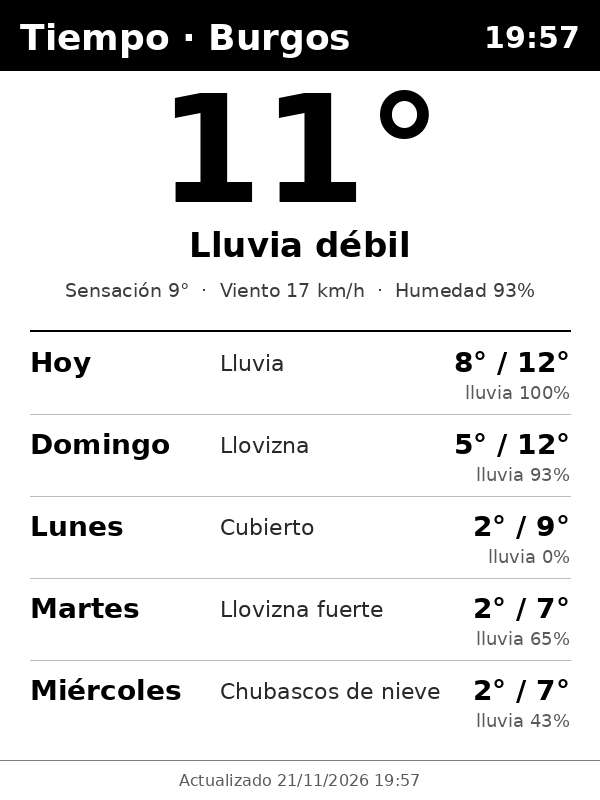 Tiempo · Burgos 19:57
11°
Lluvia débil
Sensación 9° · Viento 17 km/h · Humedad 93%
Hoy Lluvia 8° / 12°
lluvia 100%
Domingo Llovizna 5° / 12°
lluvia 93%
Lunes Cubierto 2° / 9°
lluvia 0%
Martes Llovizna fuerte 2° / 7°
lluvia 65%
Miércoles Chubascos de nieve 2° / 7°
lluvia 43%
Actualizado 21/11/2026 19:57